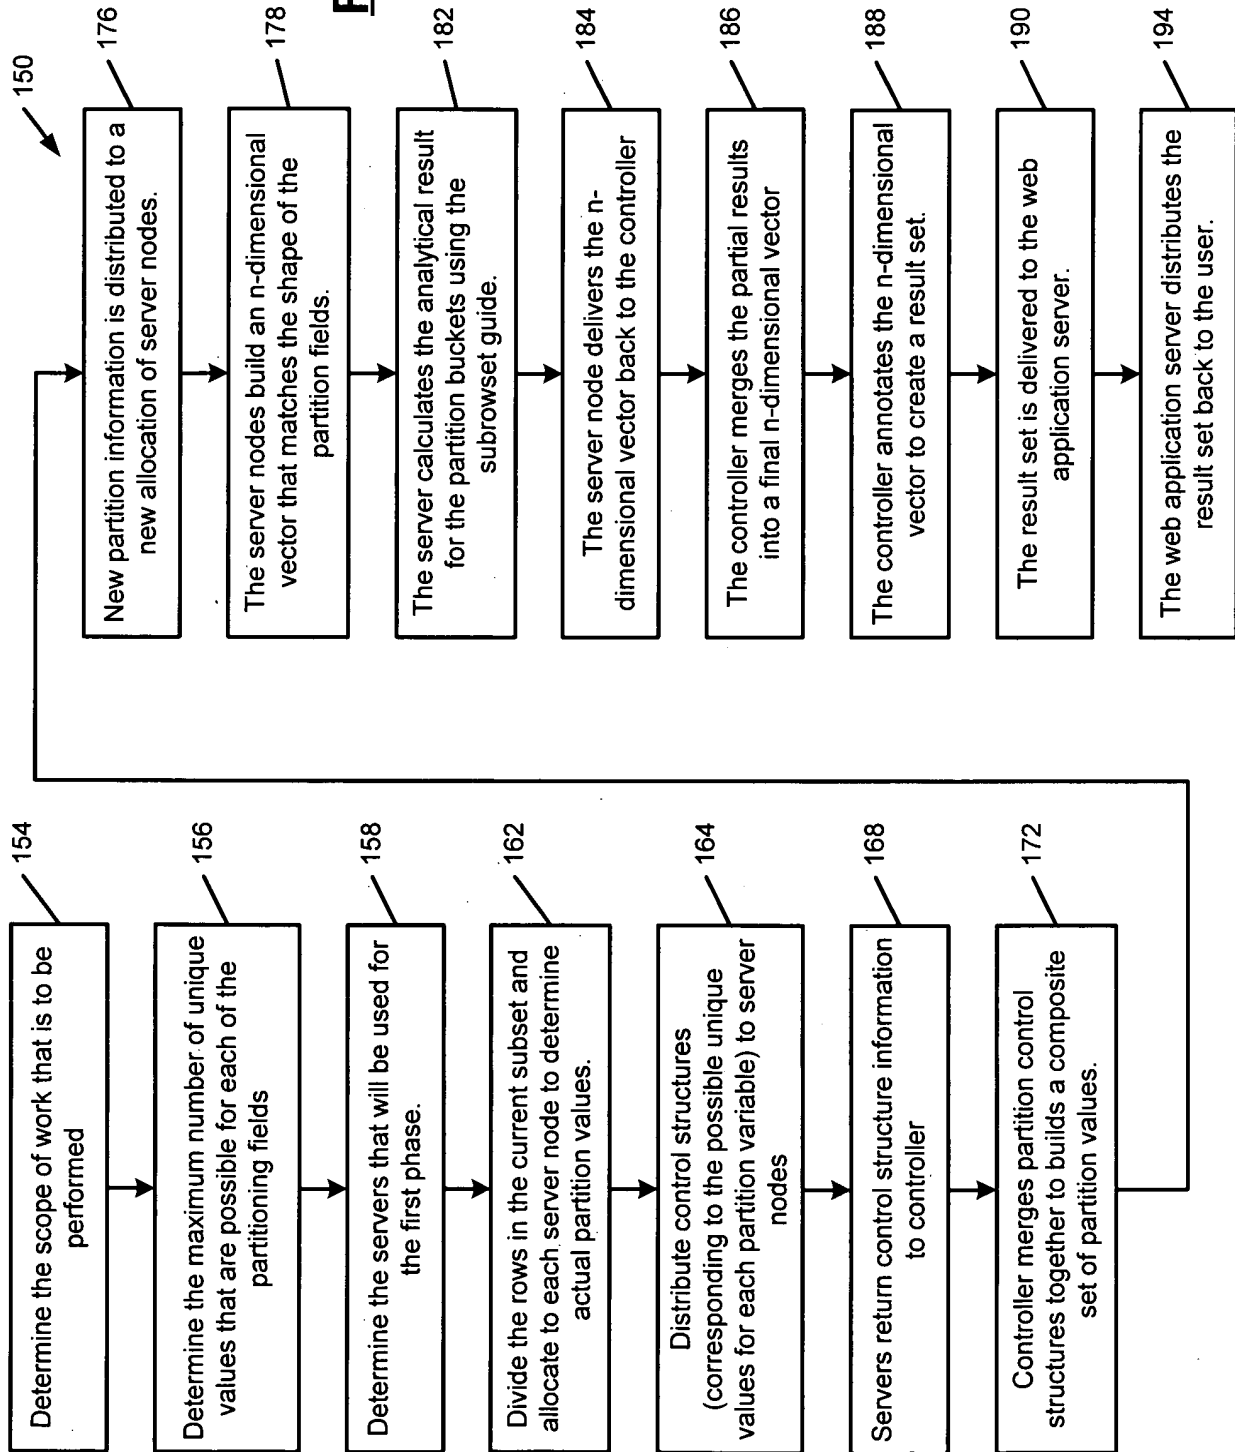 150
154
Determine the scope of work that is to be
performed
156
Determine the maximum number of unique
values that are possible for each of the
partitioning fields
158
Determine the servers that will be used for
the first phase.
162
Divide the rows in the current subset and
allocate to each server node to determine
actual partition values.
164
Distribute control structures
(corresponding to the possible unique
values for each partition variable) to server
nodes
168
Servers return control structure information
to controller
172
Controller merges partition control
structures together to builds a composite
set of partition values.
176
New partition information is distributed to a
new allocation of server nodes.
178
The server nodes build an n-dimensional
vector that matches the shape of the
partition fields.
182
The server calculates the analytical result
for the partition buckets using the
subrowset guide.
184
The server node delivers the n-
dimensional vector back to the controller
186
The controller merges the partial results
into a final n-dimensional vector
188
The controller annotates the n-dimensional
vector to create a result set.
190
The result set is delivered to the web
application server.
194
The web application server distributes the
result set back to the user.